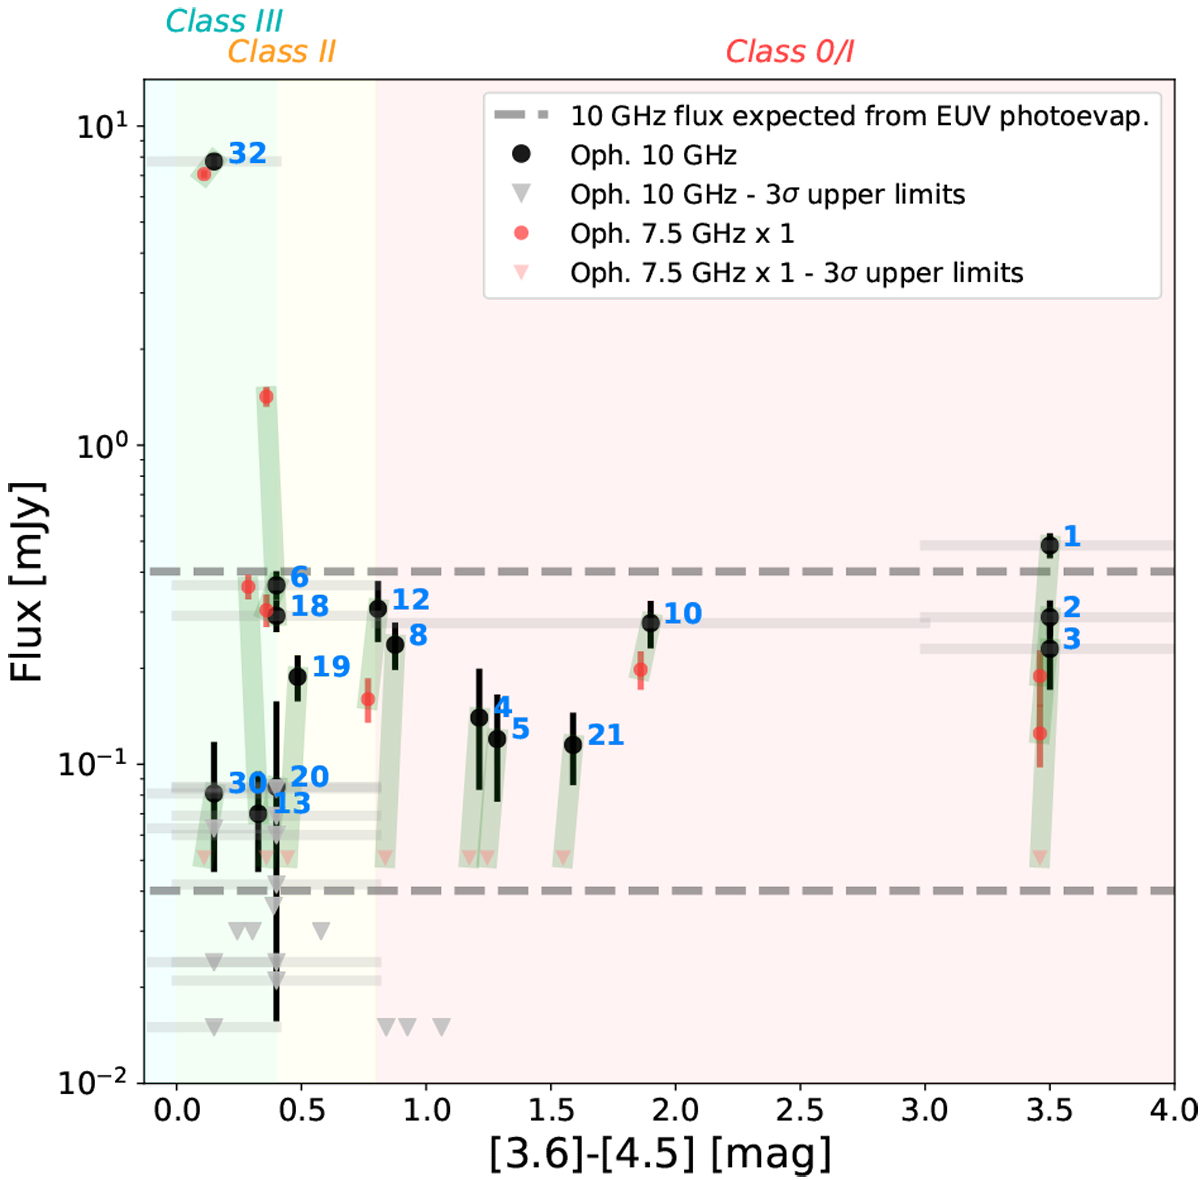 Class III
Class II
Class 0/I
10 GHz flux expected from EUV photoevap.
Oph. 10 GHz
Oph. 10 GHz - 3σ upper limits
Oph. 7.5 GHz x 1
Oph. 7.5 GHz x 1 - 3σ upper limits
10¹
10⁰
10⁻¹
10⁻²
Flux [mJy]
32
1
6
12
18
2
10
8
3
19
4
5
21
30
20
13
0.0 0.5 1.0 1.5 2.0 2.5 3.0 3.5 4.0
[3.6]-[4.5] [mag]